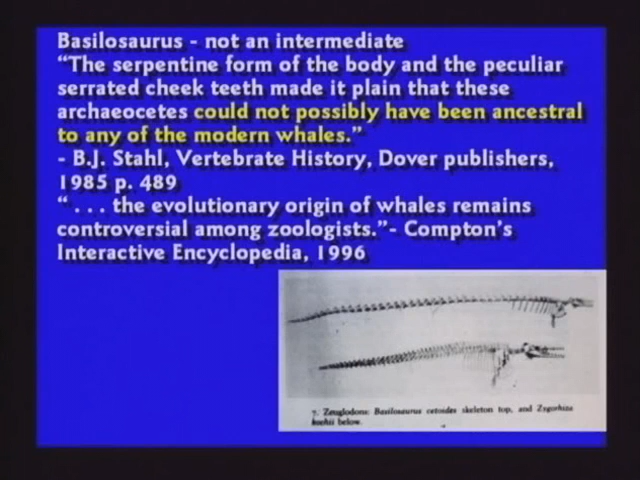 Basilosaurus - not an intermediate
“The serpentine form of the body and the peculiar
serrated cheek teeth made it plain that these
archaeocetes could not possibly have been ancestral
to any of the modern whales.”
- B.J. Stahl, Vertebrate History, Dover publishers,
1985 p. 489
“ . . . the evolutionary origin of whales remains
controversial among zoologists.”- Compton's
Interactive Encyclopedia, 1996
7. Zeuglodons: Basilosaurus cetoides skeleton top, and Zygorhiza
kochii below.